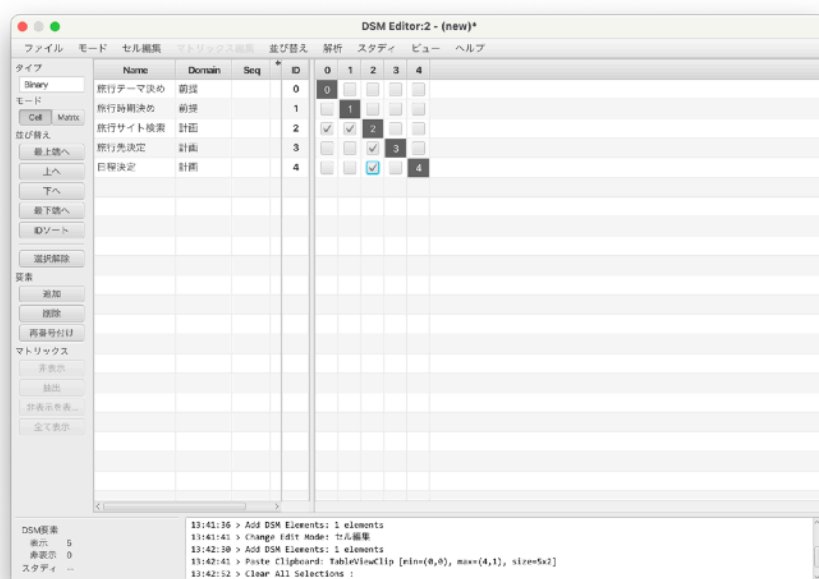 DSM Editor:2 - (new)*
ファイル モード セル編集 マトリックス編集 並び替え 解析 スタディ ビュー ヘルプ
タイプ
Binary
モード
Cell Matrix
並び替え
最上端へ
上へ
下へ
最下端へ
IDソート
選択解除
要素
追加
削除
再番号付け
マトリックス
非表示
抽出
非表示を表...
全て表示
Name Domain Seq ID 0 1 2 3 4
旅行テーマ決め 前提 0 0
旅行時期決め 前提 1 1
旅行サイト検索 計画 2 2
旅行先決定 計画 3 3
日程決定 計画 4 4
DSM要素
表示 5
非表示 0
スタディ --
13:41:36 > Add DSM Elements: 1 elements
13:41:41 > Change Edit Mode: セル編集
13:42:30 > Add DSM Elements: 1 elements
13:42:41 > Paste Clipboard: TableViewClip [min=(0,0), max=(4,1), size=5x2]
13:42:52 > Clear All Selections :